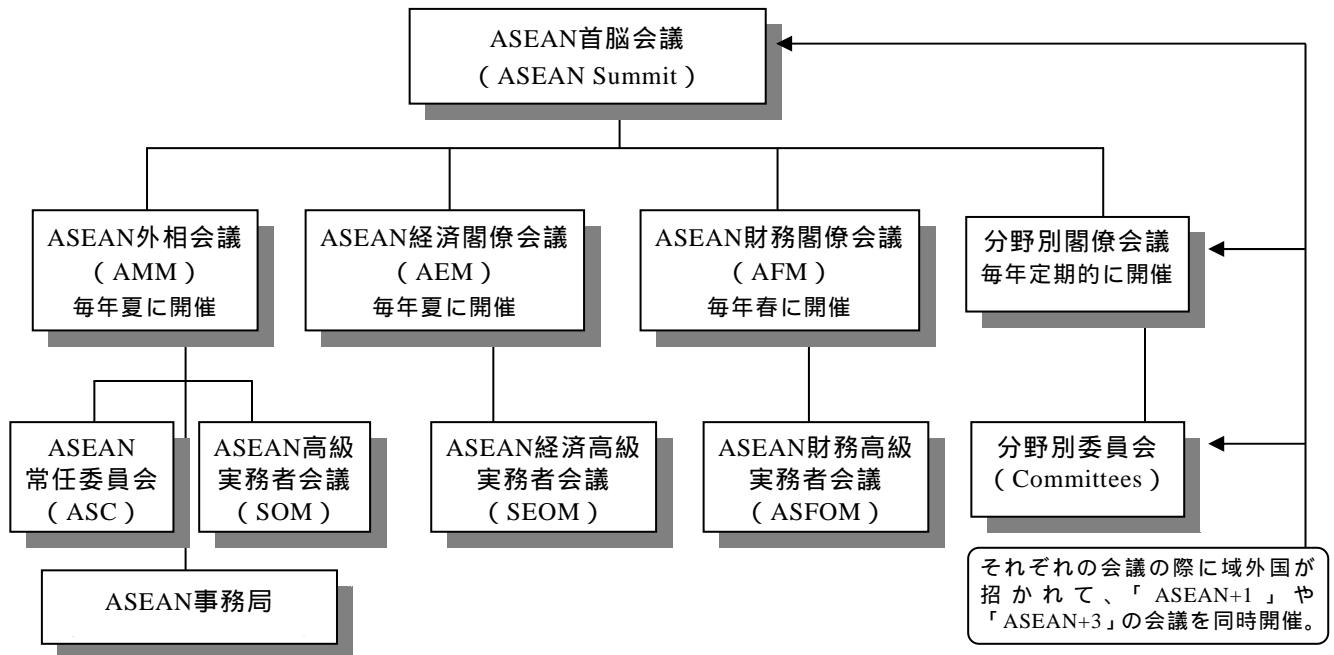 ASEAN首脳会議
( ASEAN Summit )
ASEAN外相会議
( AMM )
毎年夏に開催
ASEAN経済閣僚会議
( AEM )
毎年夏に開催
ASEAN財務閣僚会議
( AFM )
毎年春に開催
分野別閣僚会議
毎年定期的に開催
ASEAN
常任委員会
( ASC )
ASEAN高級
実務者会議
( SOM )
ASEAN経済高級
実務者会議
( SEOM )
ASEAN財務高級
実務者会議
( ASFOM )
分野別委員会
( Committees )
ASEAN事務局
それぞれの会議の際に域外国が
招かれて、「ASEAN+1」や
「ASEAN+3」の会議を同時開催。